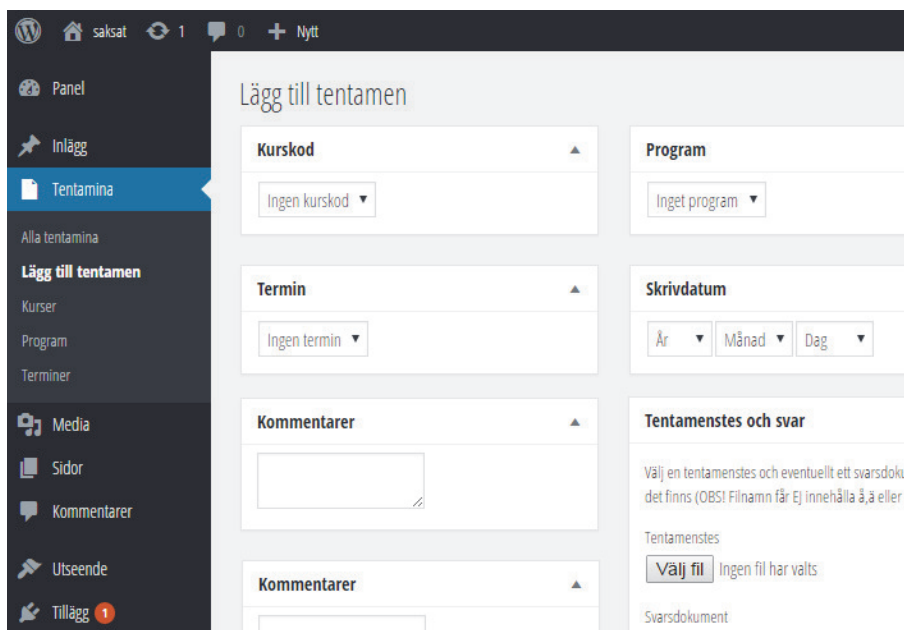 saksat 1 0 Nytt
Panel
Inlägg
Tentamina
Alla tentamina
Lägg till tentamen
Kurser
Program
Terminer
Media
Sidor
Kommentarer
Utseende
Tillägg 1
Lägg till tentamen
Kurskod
Ingen kurskod
Termin
Ingen termin
Kommentarer
Kommentarer
Program
Inget program
Skrivdatum
År Månad Dag
Tentamenstes och svar
Välj en tentamenstes och eventuellt ett svarsdoku
det finns (OBS! Filnamn får EJ innehålla å,ä eller
Tentamenstes
Välj fil Ingen fil har valts
Svarsdokument